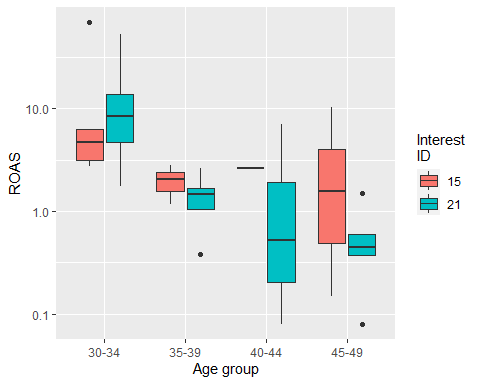 ROAS
10.0
1.0
0.1
30-34
35-39
40-44
45-49
Age group
Interest
ID
15
21